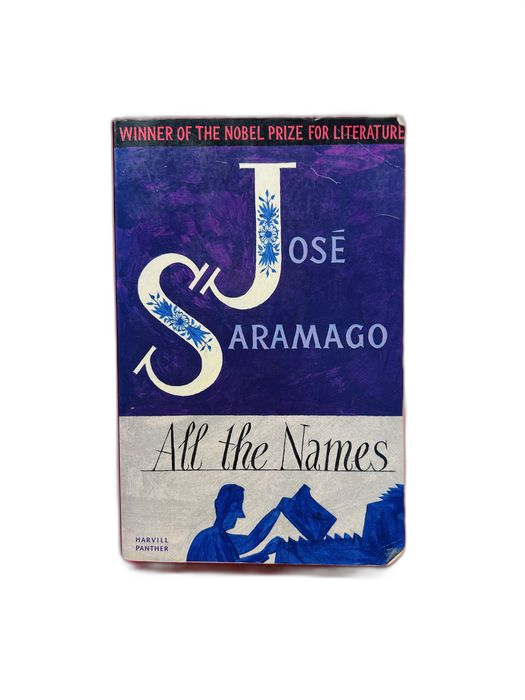 WINNER OF THE NOBEL PRIZE FOR LITERATURE
JOSÉ
SARAMAGO
All the Names
HARVILL
PANTHER